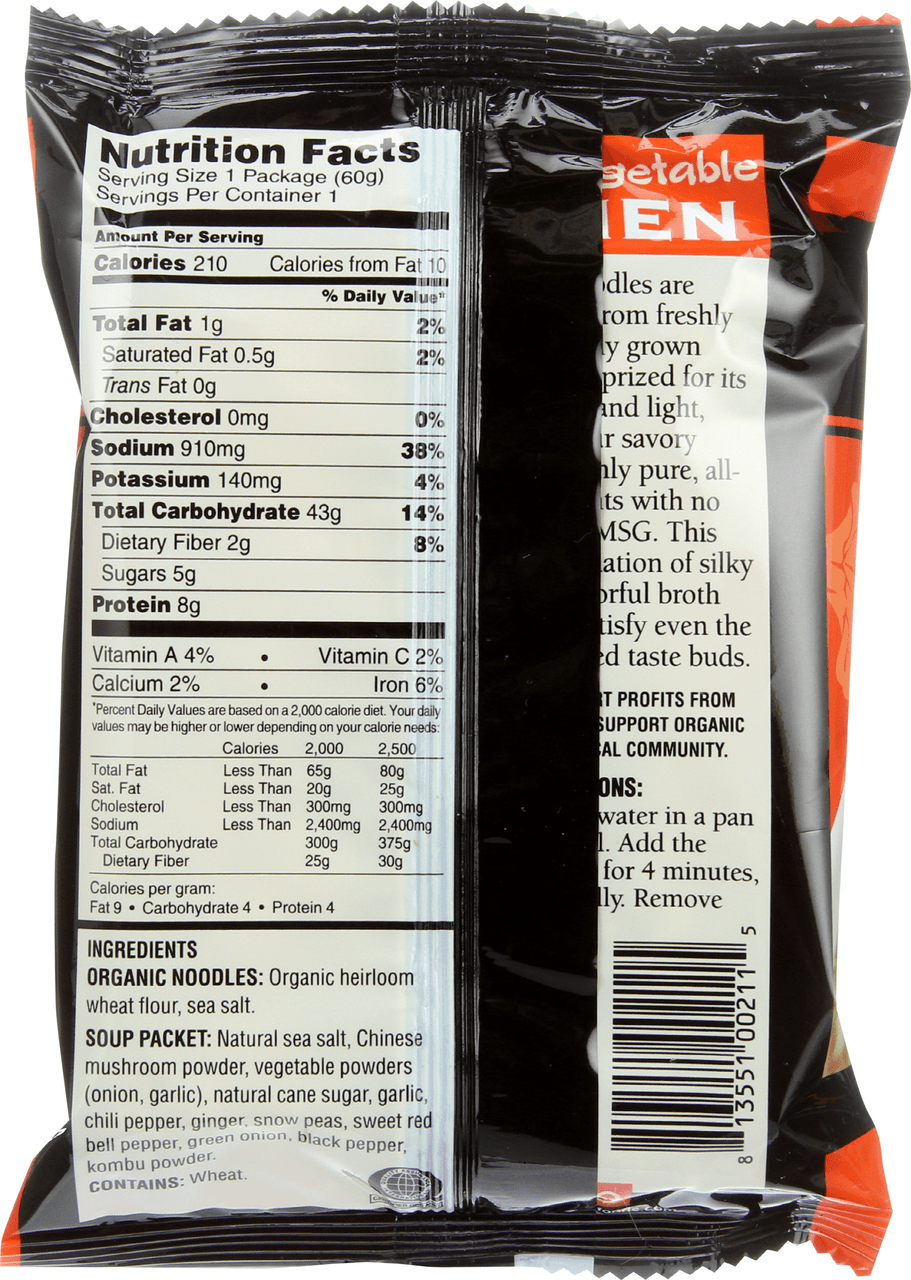 Nutrition Facts
Serving Size 1 Package (60g)
Servings Per Container 1
Amount Per Serving
Calories 210 Calories from Fat 10
% Daily Value*
Total Fat 1g 2%
Saturated Fat 0.5g 2%
Trans Fat 0g
Cholesterol 0mg 0%
Sodium 910mg 38%
Potassium 140mg 4%
Total Carbohydrate 43g 14%
Dietary Fiber 2g 8%
Sugars 5g
Protein 8g
Vitamin A 4% • Vitamin C 2%
Calcium 2% • Iron 6%
*Percent Daily Values are based on a 2,000 calorie diet. Your daily
values may be higher or lower depending on your calorie needs:
Calories 2,000 2,500
Total Fat Less Than 65g 80g
Sat. Fat Less Than 20g 25g
Cholesterol Less Than 300mg 300mg
Sodium Less Than 2,400mg 2,400mg
Total Carbohydrate 300g 375g
Dietary Fiber 25g 30g
Calories per gram:
Fat 9 • Carbohydrate 4 • Protein 4
INGREDIENTS
ORGANIC NOODLES: Organic heirloom
wheat flour, sea salt.
SOUP PACKET: Natural sea salt, Chinese
mushroom powder, vegetable powders
(onion, garlic), natural cane sugar, garlic,
chili pepper, ginger, snow peas, sweet red
bell pepper, green onion, black pepper,
kombu powder.
CONTAINS: Wheat.
getable
MEN
odles are
rom freshly
ly grown
prized for its
and light,
ir savory
hly pure, all-
ts with no
MSG. This
ation of silky
orful broth
tisfy even the
ed taste buds.
RT PROFITS FROM
SUPPORT ORGANIC
CAL COMMUNITY.
ONS:
water in a pan
l. Add the
for 4 minutes,
lly. Remove
8 13551 00211 5